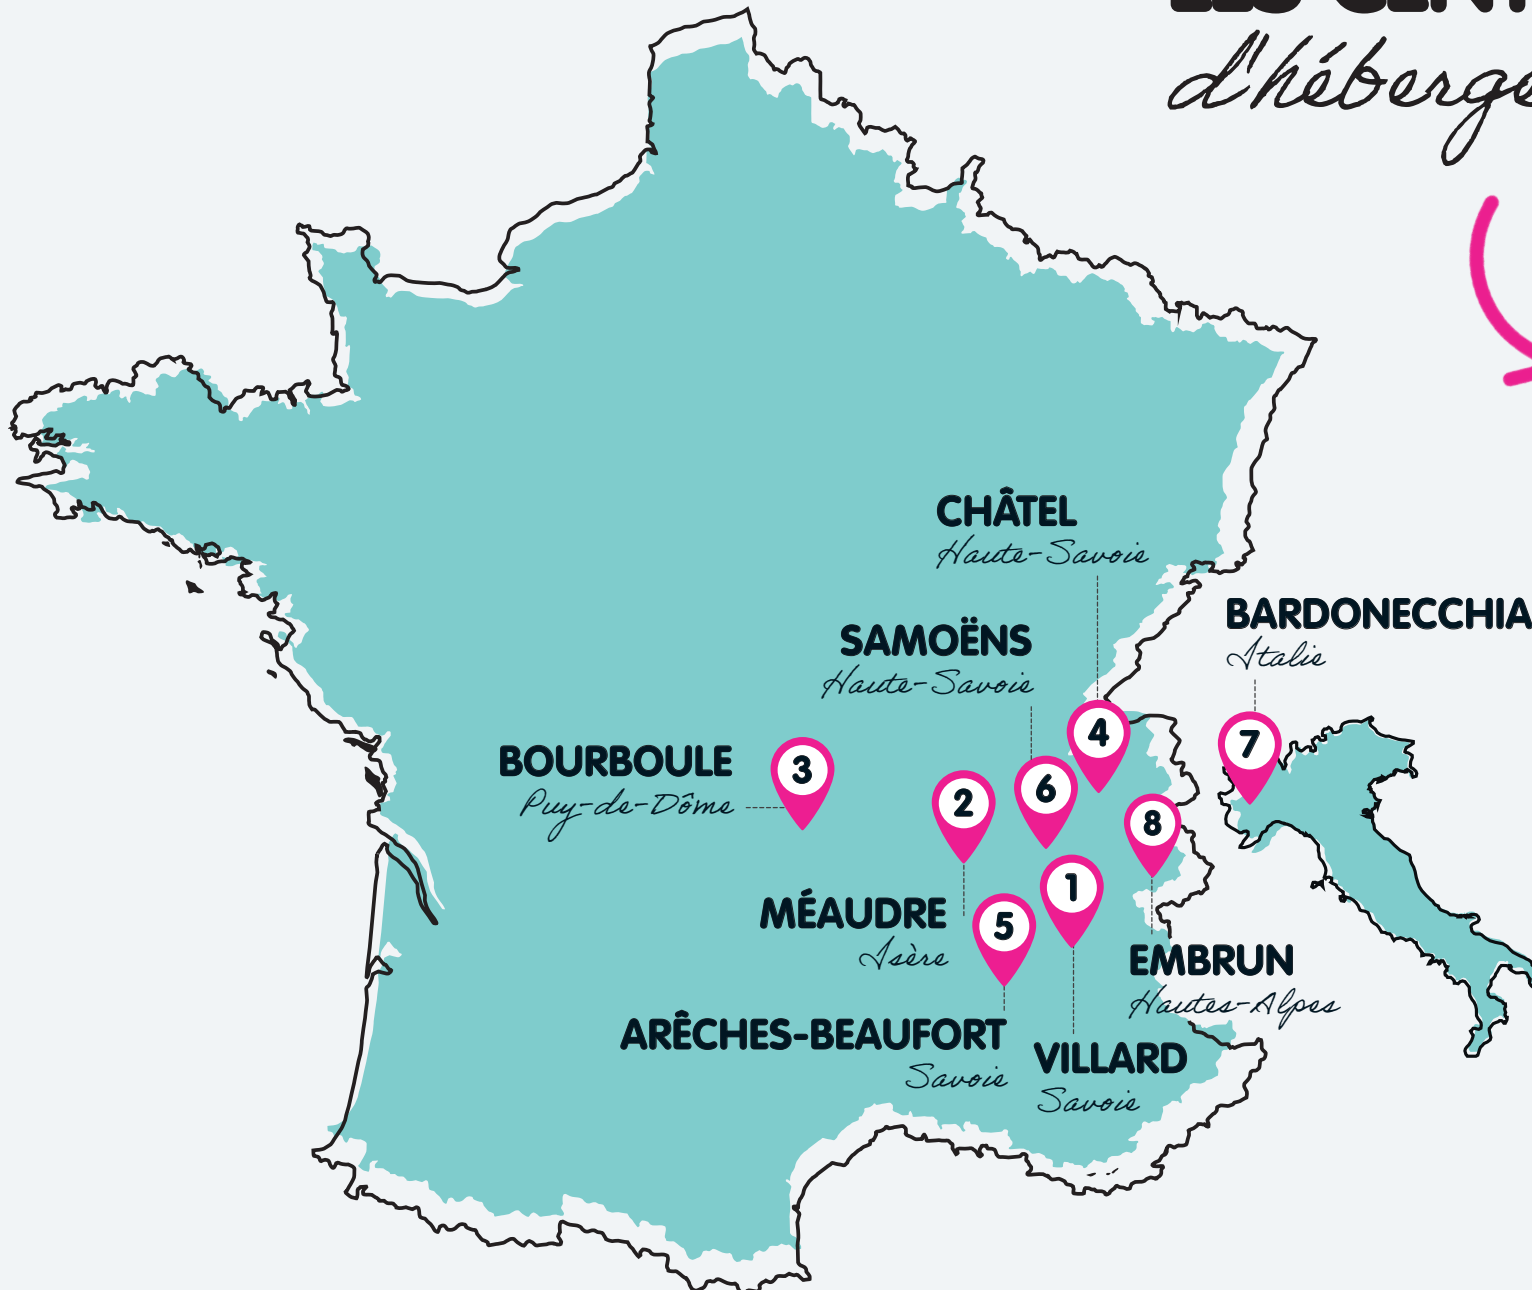 d'héberge
CHÂTEL
Haute-Savoie
BARDONECCHIA
Italie
SAMOËNS
Haute-Savoie
4
7
BOURBOULE
Puy-de-Dôme
3
2
6
8
MÉAUDRE
Isère
5
1
EMBRUN
Hautes-Alpes
ARÊCHES-BEAUFORT
Savoie
VILLARD
Savoie